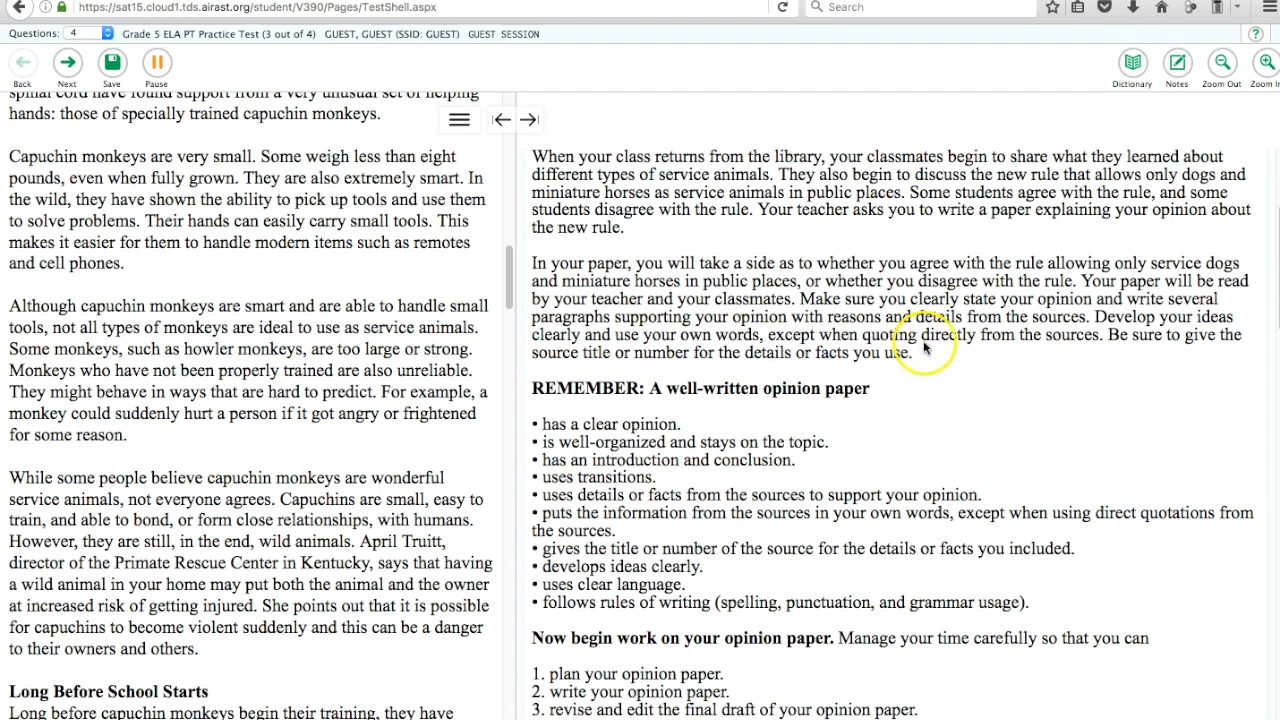 https://sat15.cloud1.tds.airast.org/student/V390/Pages/TestShell.aspx
Search
Questions: 4 Grade 5 ELA PT Practice Test (3 out of 4) GUEST, GUEST (SSID: GUEST) GUEST SESSION
Back Next Save Pause
Dictionary Notes Zoom Out Zoom In
spinal cord have found support from a very unusual set of helping
hands: those of specially trained capuchin monkeys.
Capuchin monkeys are very small. Some weigh less than eight
pounds, even when fully grown. They are also extremely smart. In
the wild, they have shown the ability to pick up tools and use them
to solve problems. Their hands can easily carry small tools. This
makes it easier for them to handle modern items such as remotes
and cell phones.
Although capuchin monkeys are smart and are able to handle small
tools, not all types of monkeys are ideal to use as service animals.
Some monkeys, such as howler monkeys, are too large or strong.
Monkeys who have not been properly trained are also unreliable.
They might behave in ways that are hard to predict. For example, a
monkey could suddenly hurt a person if it got angry or frightened
for some reason.
While some people believe capuchin monkeys are wonderful
service animals, not everyone agrees. Capuchins are small, easy to
train, and able to bond, or form close relationships, with humans.
However, they are still, in the end, wild animals. April Truitt,
director of the Primate Rescue Center in Kentucky, says that having
a wild animal in your home may put both the animal and the owner
at increased risk of getting injured. She points out that it is possible
for capuchins to become violent suddenly and this can be a danger
to their owners and others.
Long Before School Starts
Long before capuchin monkeys begin their training, they have
When your class returns from the library, your classmates begin to share what they learned about
different types of service animals. They also begin to discuss the new rule that allows only dogs and
miniature horses as service animals in public places. Some students agree with the rule, and some
students disagree with the rule. Your teacher asks you to write a paper explaining your opinion about
the new rule.
In your paper, you will take a side as to whether you agree with the rule allowing only service dogs
and miniature horses in public places, or whether you disagree with the rule. Your paper will be read
by your teacher and your classmates. Make sure you clearly state your opinion and write several
paragraphs supporting your opinion with reasons and details from the sources. Develop your ideas
clearly and use your own words, except when quoting directly from the sources. Be sure to give the
source title or number for the details or facts you use.
REMEMBER: A well-written opinion paper
• has a clear opinion.
• is well-organized and stays on the topic.
• has an introduction and conclusion.
• uses transitions.
• uses details or facts from the sources to support your opinion.
• puts the information from the sources in your own words, except when using direct quotations from
the sources.
• gives the title or number of the source for the details or facts you included.
• develops ideas clearly.
• uses clear language.
• follows rules of writing (spelling, punctuation, and grammar usage).
Now begin work on your opinion paper. Manage your time carefully so that you can
1. plan your opinion paper.
2. write your opinion paper.
3. revise and edit the final draft of your opinion paper.